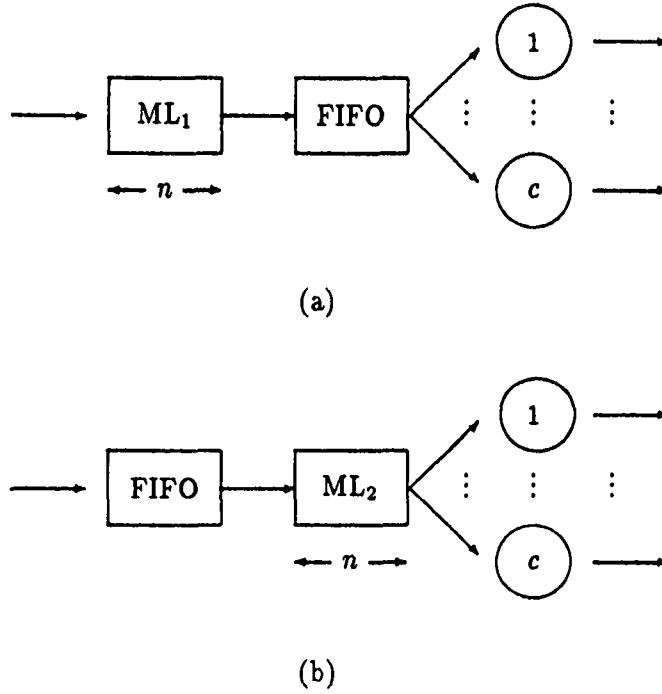 1
ML₁ FIFO
⋮ ⋮ ⋮
n
c
(a)
1
FIFO ML₂
⋮ ⋮ ⋮
n
c
(b)